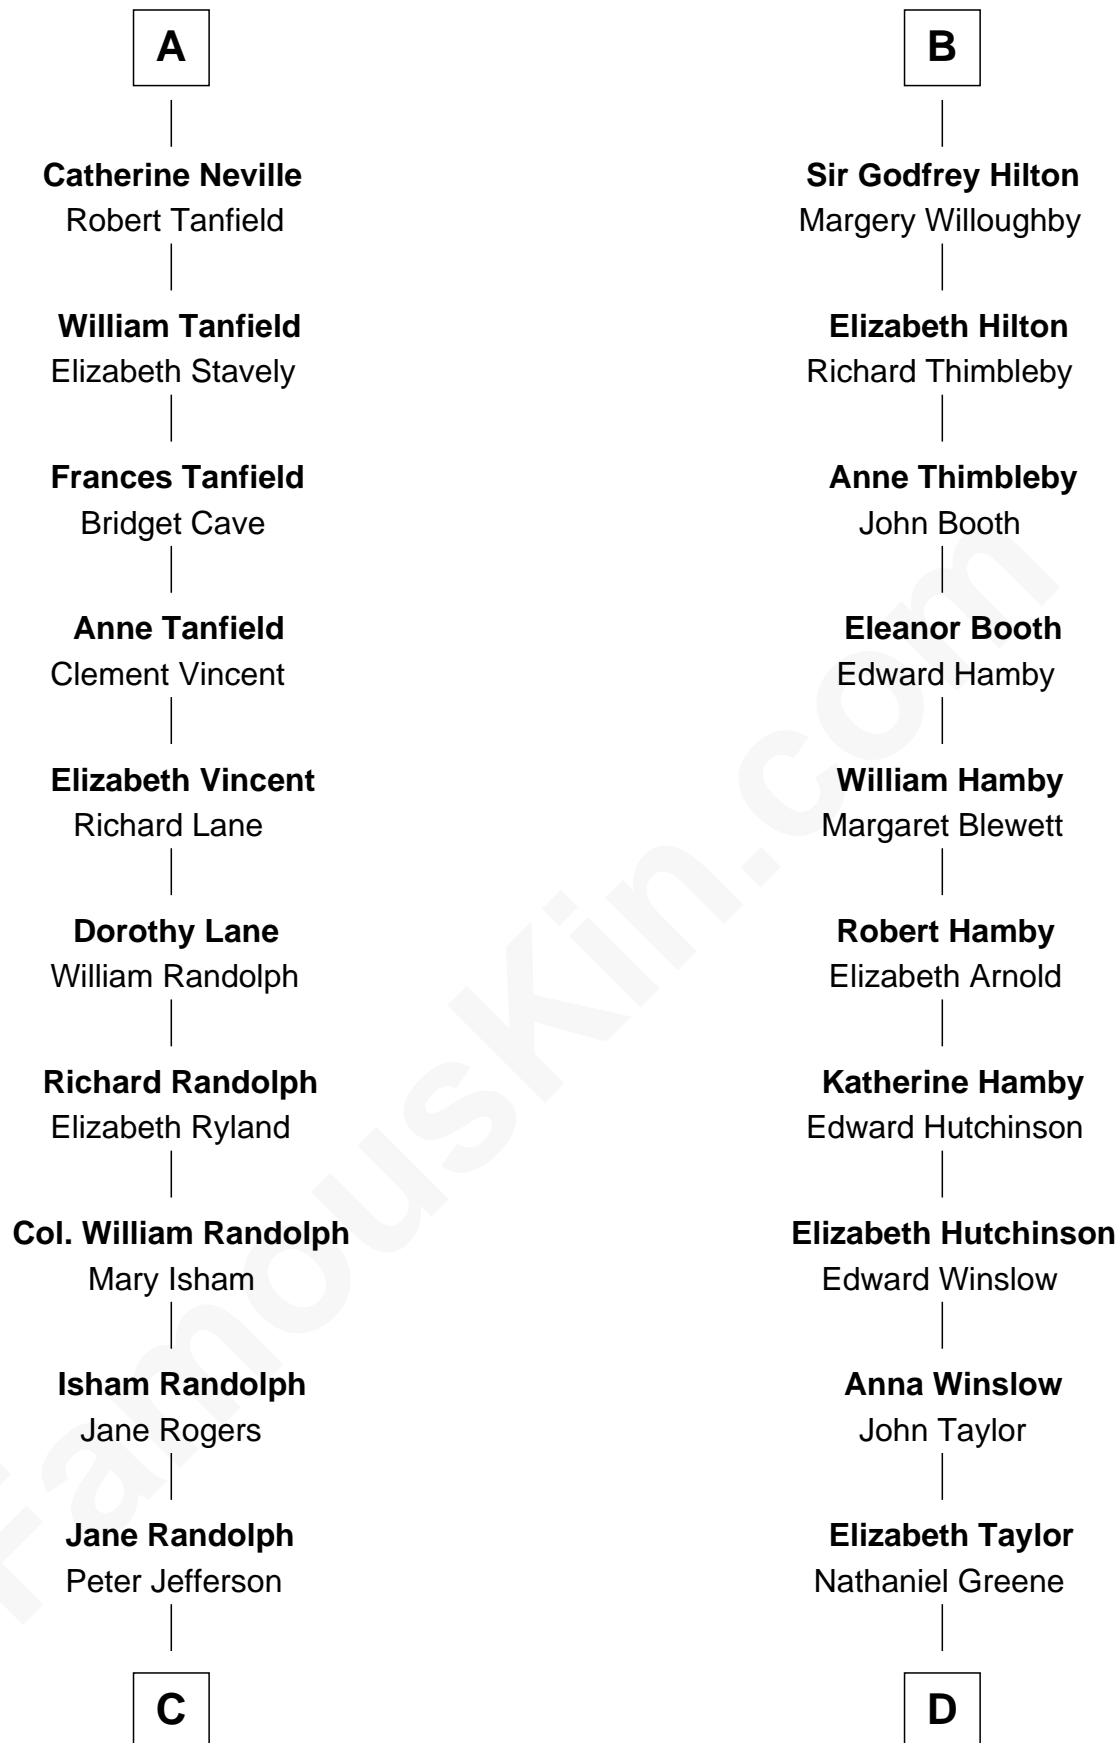 A
Catherine Neville
Robert Tanfield
William Tanfield
Elizabeth Stavely
Frances Tanfield
Bridget Cave
Anne Tanfield
Clement Vincent
Elizabeth Vincent
Richard Lane
Dorothy Lane
William Randolph
Richard Randolph
Elizabeth Ryland
Col. William Randolph
Mary Isham
Isham Randolph
Jane Rogers
Jane Randolph
Peter Jefferson
C
B
Sir Godfrey Hilton
Margery Willoughby
Elizabeth Hilton
Richard Thimbleby
Anne Thimbleby
John Booth
Eleanor Booth
Edward Hamby
William Hamby
Margaret Blewett
Robert Hamby
Elizabeth Arnold
Katherine Hamby
Edward Hutchinson
Elizabeth Hutchinson
Edward Winslow
Anna Winslow
John Taylor
Elizabeth Taylor
Nathaniel Greene
D
FamousKin.com